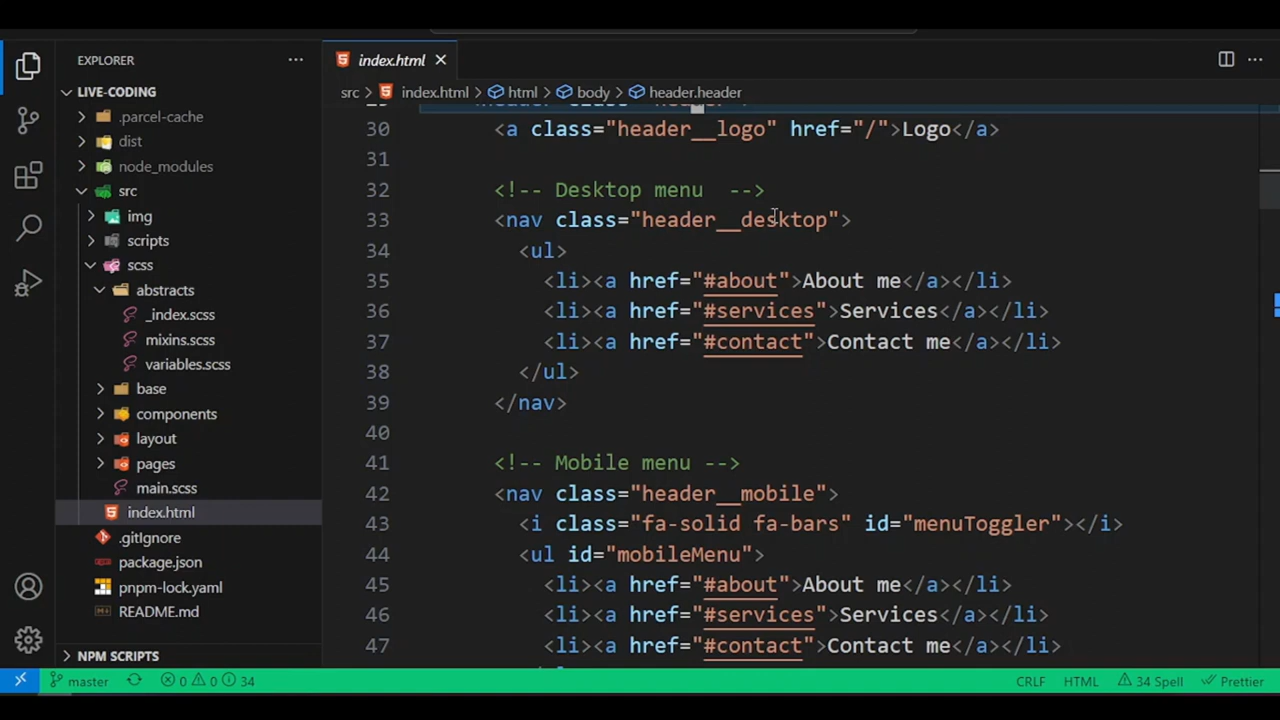 EXPLORER
LIVE-CODING
.parcel-cache
dist
node_modules
src
img
scripts
scss
abstracts
_index.scss
mixins.scss
variables.scss
base
components
layout
pages
main.scss
index.html
.gitIgnore
package.json
pnpm-lock.yaml
README.md
NPM SCRIPTS
index.html
src > index.html > html > body > header.header
30 <a class="header__logo" href="/">Logo</a>
31
32 <!-- Desktop menu  -->
33 <nav class="header__desktop">
34 <ul>
35 <li><a href="#about">About me</a></li>
36 <li><a href="#services">Services</a></li>
37 <li><a href="#contact">Contact me</a></li>
38 </ul>
39 </nav>
40
41 <!-- Mobile menu -->
42 <nav class="header__mobile">
43 <i class="fa-solid fa-bars" id="menuToggler"></i>
44 <ul id="mobileMenu">
45 <li><a href="#about">About me</a></li>
46 <li><a href="#services">Services</a></li>
47 <li><a href="#contact">Contact me</a></li>
master 0 0 34 CRLF HTML 34 Spell Prettier